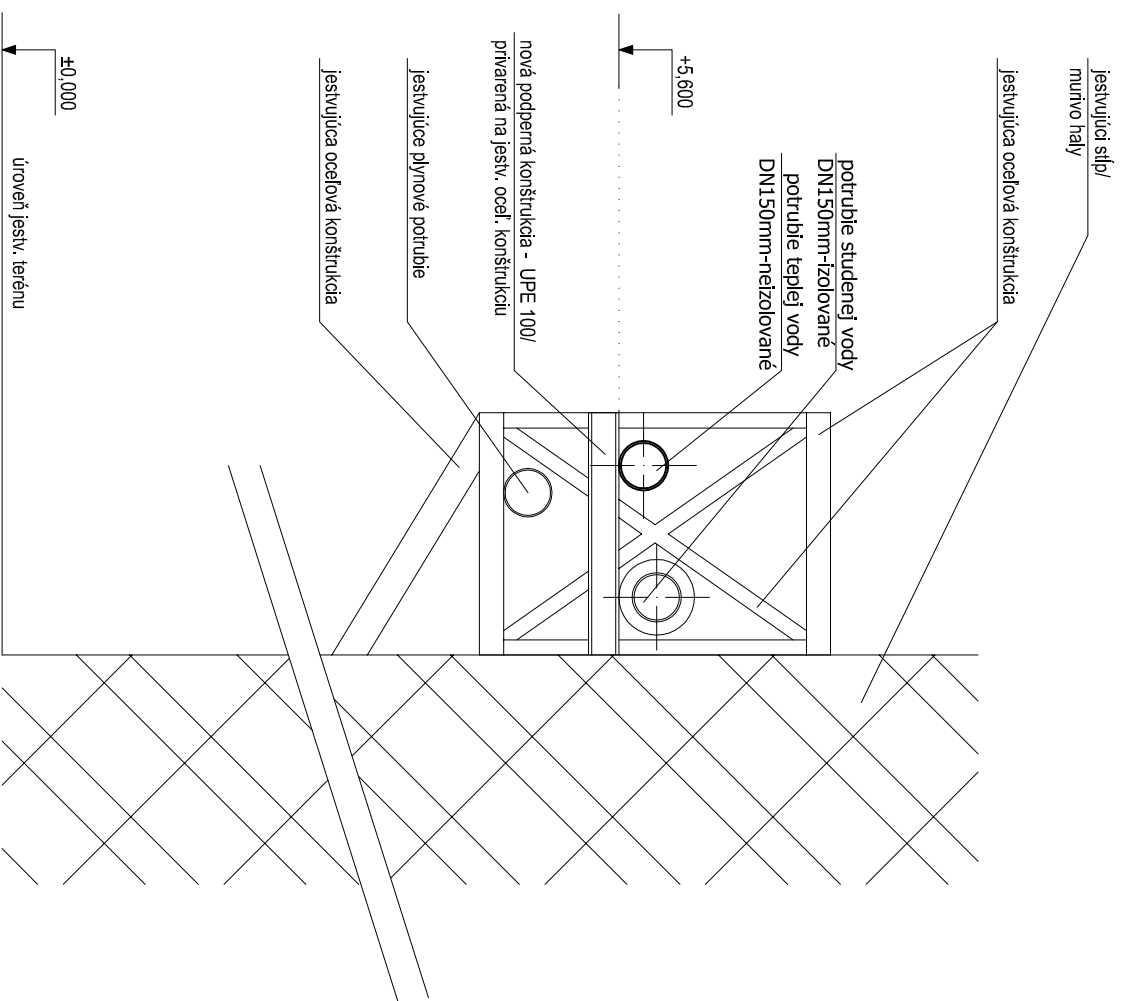 jestvujúci stĺp/
murivo haly
jestvujúca oceľová konštrukcia
potrubie studenej vody
DN150mm-izolované
potrubie teplej vody
DN150mm-neizolované
+5,600
nová podperná konštrukcia - UPE 100/
privarená na jestv. oceľ. konštrukciu
jestvujúce plynové potrubie
jestvujúca oceľová konštrukcia
±0,000
úroveň jestv. terénu